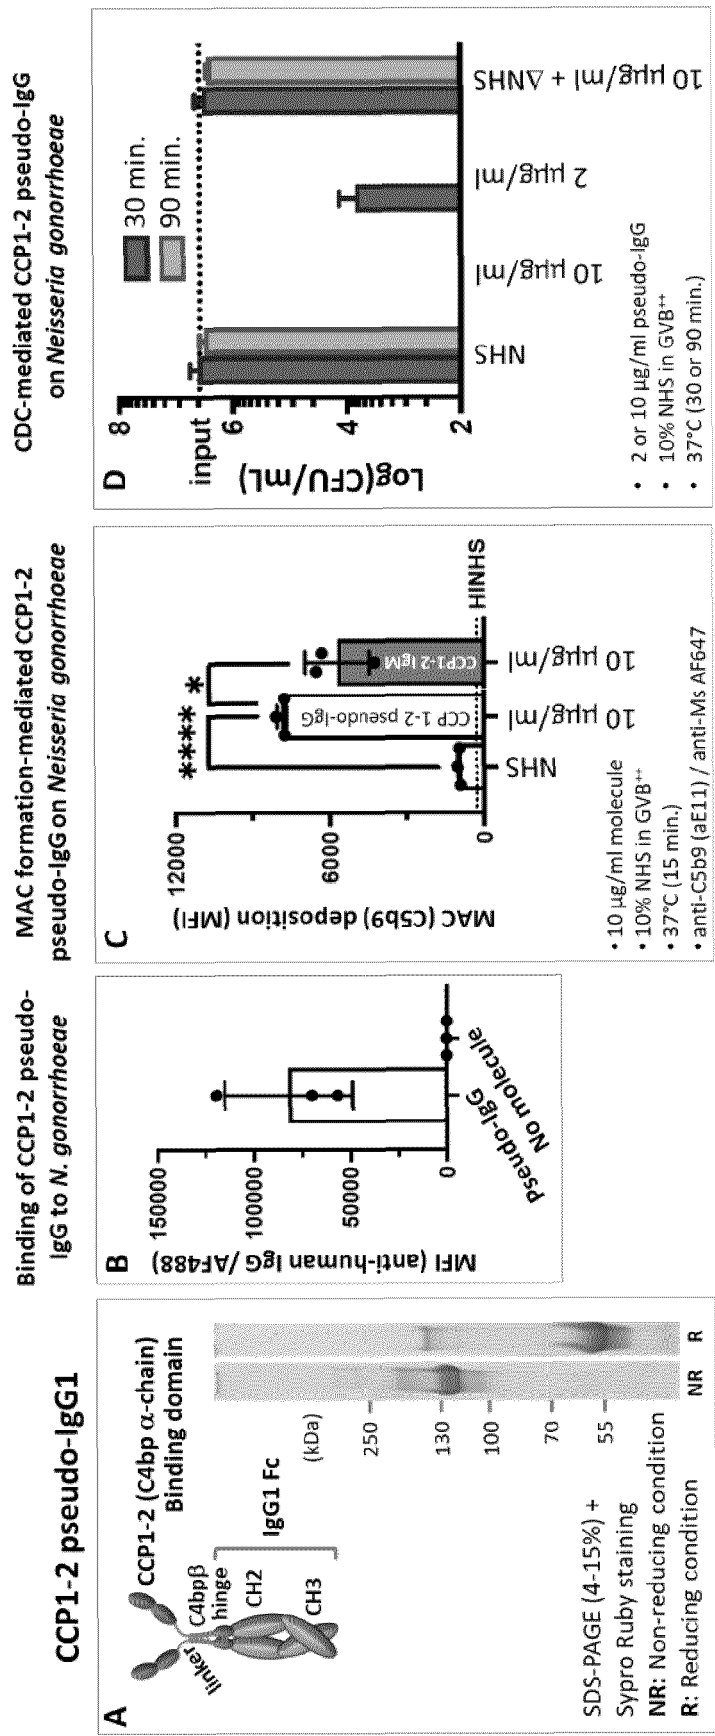 CCP1-2 pseudo-IgG1
A
CCP1-2 (C4bp α-chain)
Binding domain
linker
C4bpβ
hinge
CH2
CH3
IgG1 Fc
(kDa)
250
130
100
70
55
NR
R
SDS-PAGE (4-15%) +
Sypro Ruby staining
NR: Non-reducing condition
R: Reducing condition
Binding of CCP1-2 pseudo-
IgG to N. gonorrhoeae
B
MFI (anti-human IgG /AF488)
150000
100000
50000
0
Pseudo-IgG
No molecule
MAC formation-mediated CCP1-2
pseudo-IgG on Neisseria gonorrhoeae
C
MAC (C5b9) deposition (MFI)
12000
6000
0
****
*
CCP 1-2 pseudo-IgG
CCP1-2 IgM
HINHS
NHS
10 µµg/ml
10 µµg/ml
• 10 µg/ml molecule
• 10% NHS in GVB⁺⁺
• 37°C (15 min.)
• anti-C5b9 (aE11) / anti-Ms AF647
CDC-mediated CCP1-2 pseudo-IgG
on Neisseria gonorrhoeae
D
30 min.
90 min.
Log(CFU/mL)
8
input
6
4
2
NHS
10 µµg/ml
2 µµg/ml
10 µµg/ml + ΔNHS
• 2 or 10 µg/ml pseudo-IgG
• 10% NHS in GVB⁺⁺
• 37°C (30 or 90 min.)